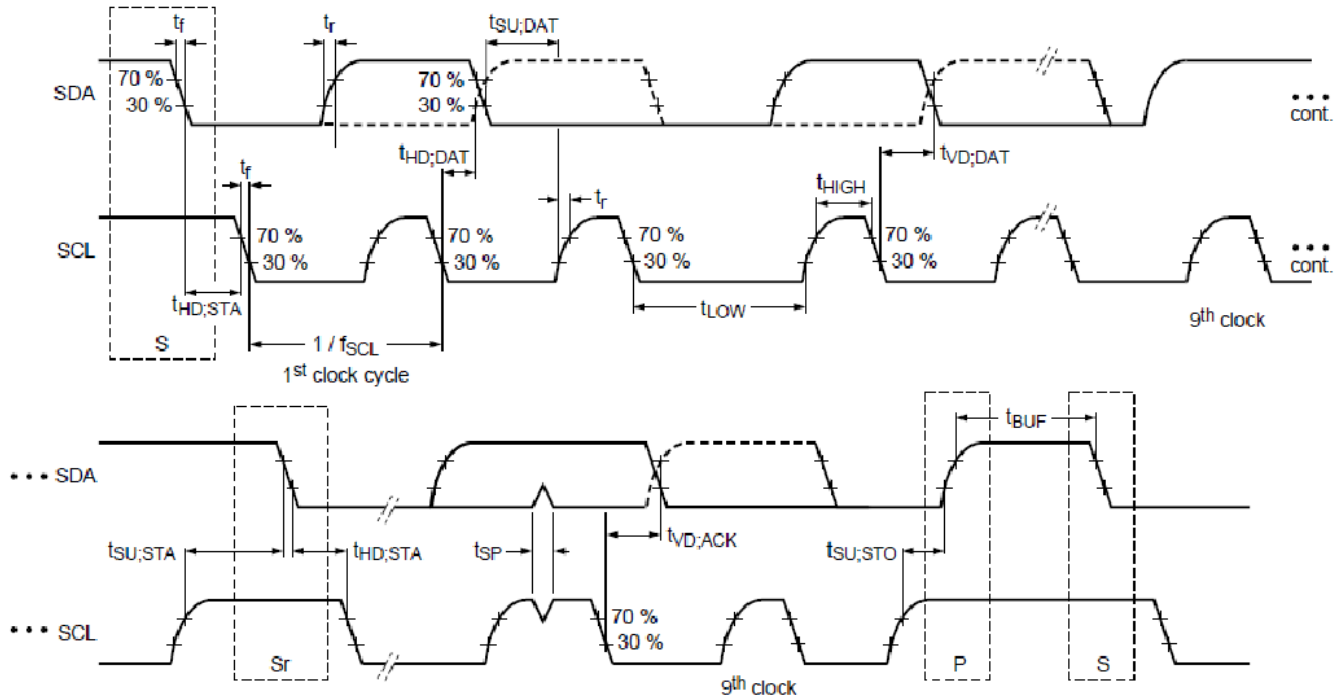 tf tr tSU;DAT
70 % 70 %
SDA
30 % 30 %
••• cont.
tHD;DAT tVD;DAT
tf tr tHIGH
70 % 70 % 70 % 70 %
SCL
30 % 30 % 30 % 30 %
••• cont.
tHD;STA tLOW
9th clock
S 1 / fSCL
1st clock cycle
tBUF
••• SDA
tSU;STA tHD;STA tSP tVD;ACK tSU;STO
70 %
••• SCL
30 %
Sr P S
9th clock